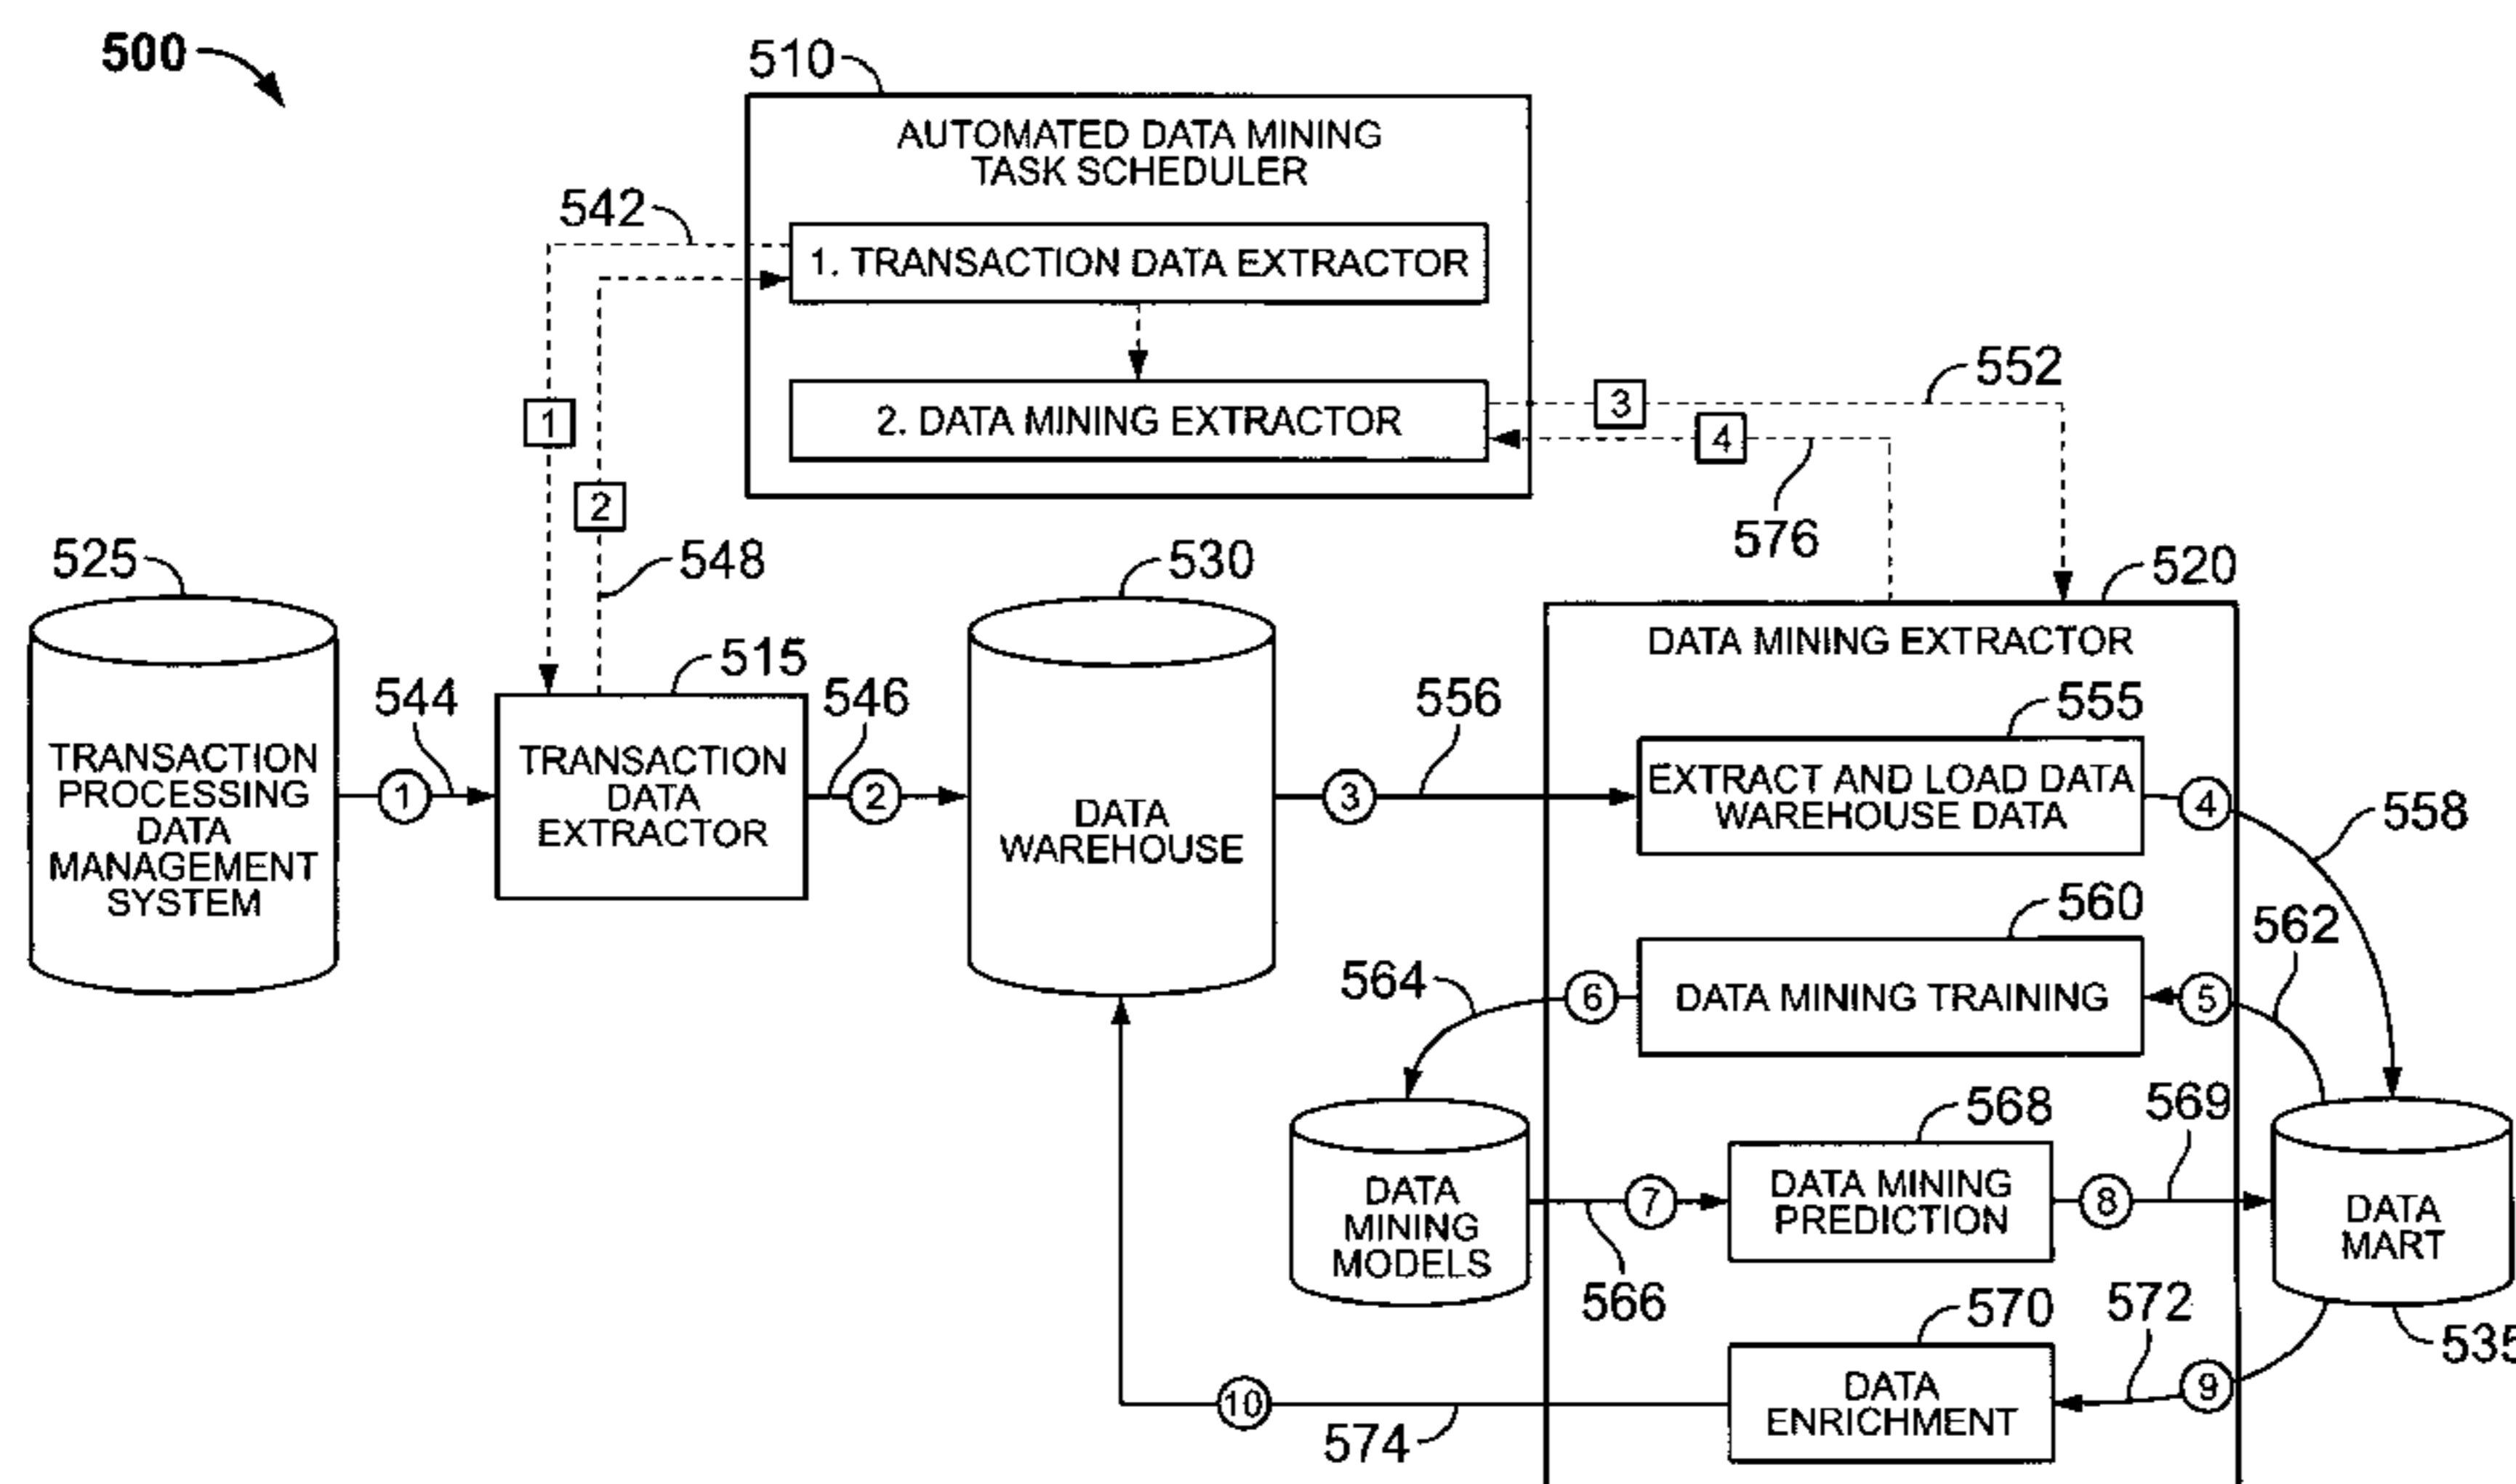 500
510
AUTOMATED DATA MINING
TASK SCHEDULER
542
1. TRANSACTION DATA EXTRACTOR
552
1
3
2. DATA MINING EXTRACTOR
4
2
576
525
548
530
520
DATA MINING EXTRACTOR
515
544
546
556
555
TRANSACTION
PROCESSING
DATA
MANAGEMENT
SYSTEM
1
TRANSACTION
DATA
EXTRACTOR
2
DATA
WAREHOUSE
3
EXTRACT AND LOAD DATA
WAREHOUSE DATA
4
558
560
562
564
6
DATA MINING TRAINING
5
568
569
DATA
MINING
MODELS
7
DATA MINING
PREDICTION
8
DATA
MART
566
570
572
535
10
DATA
ENRICHMENT
9
574